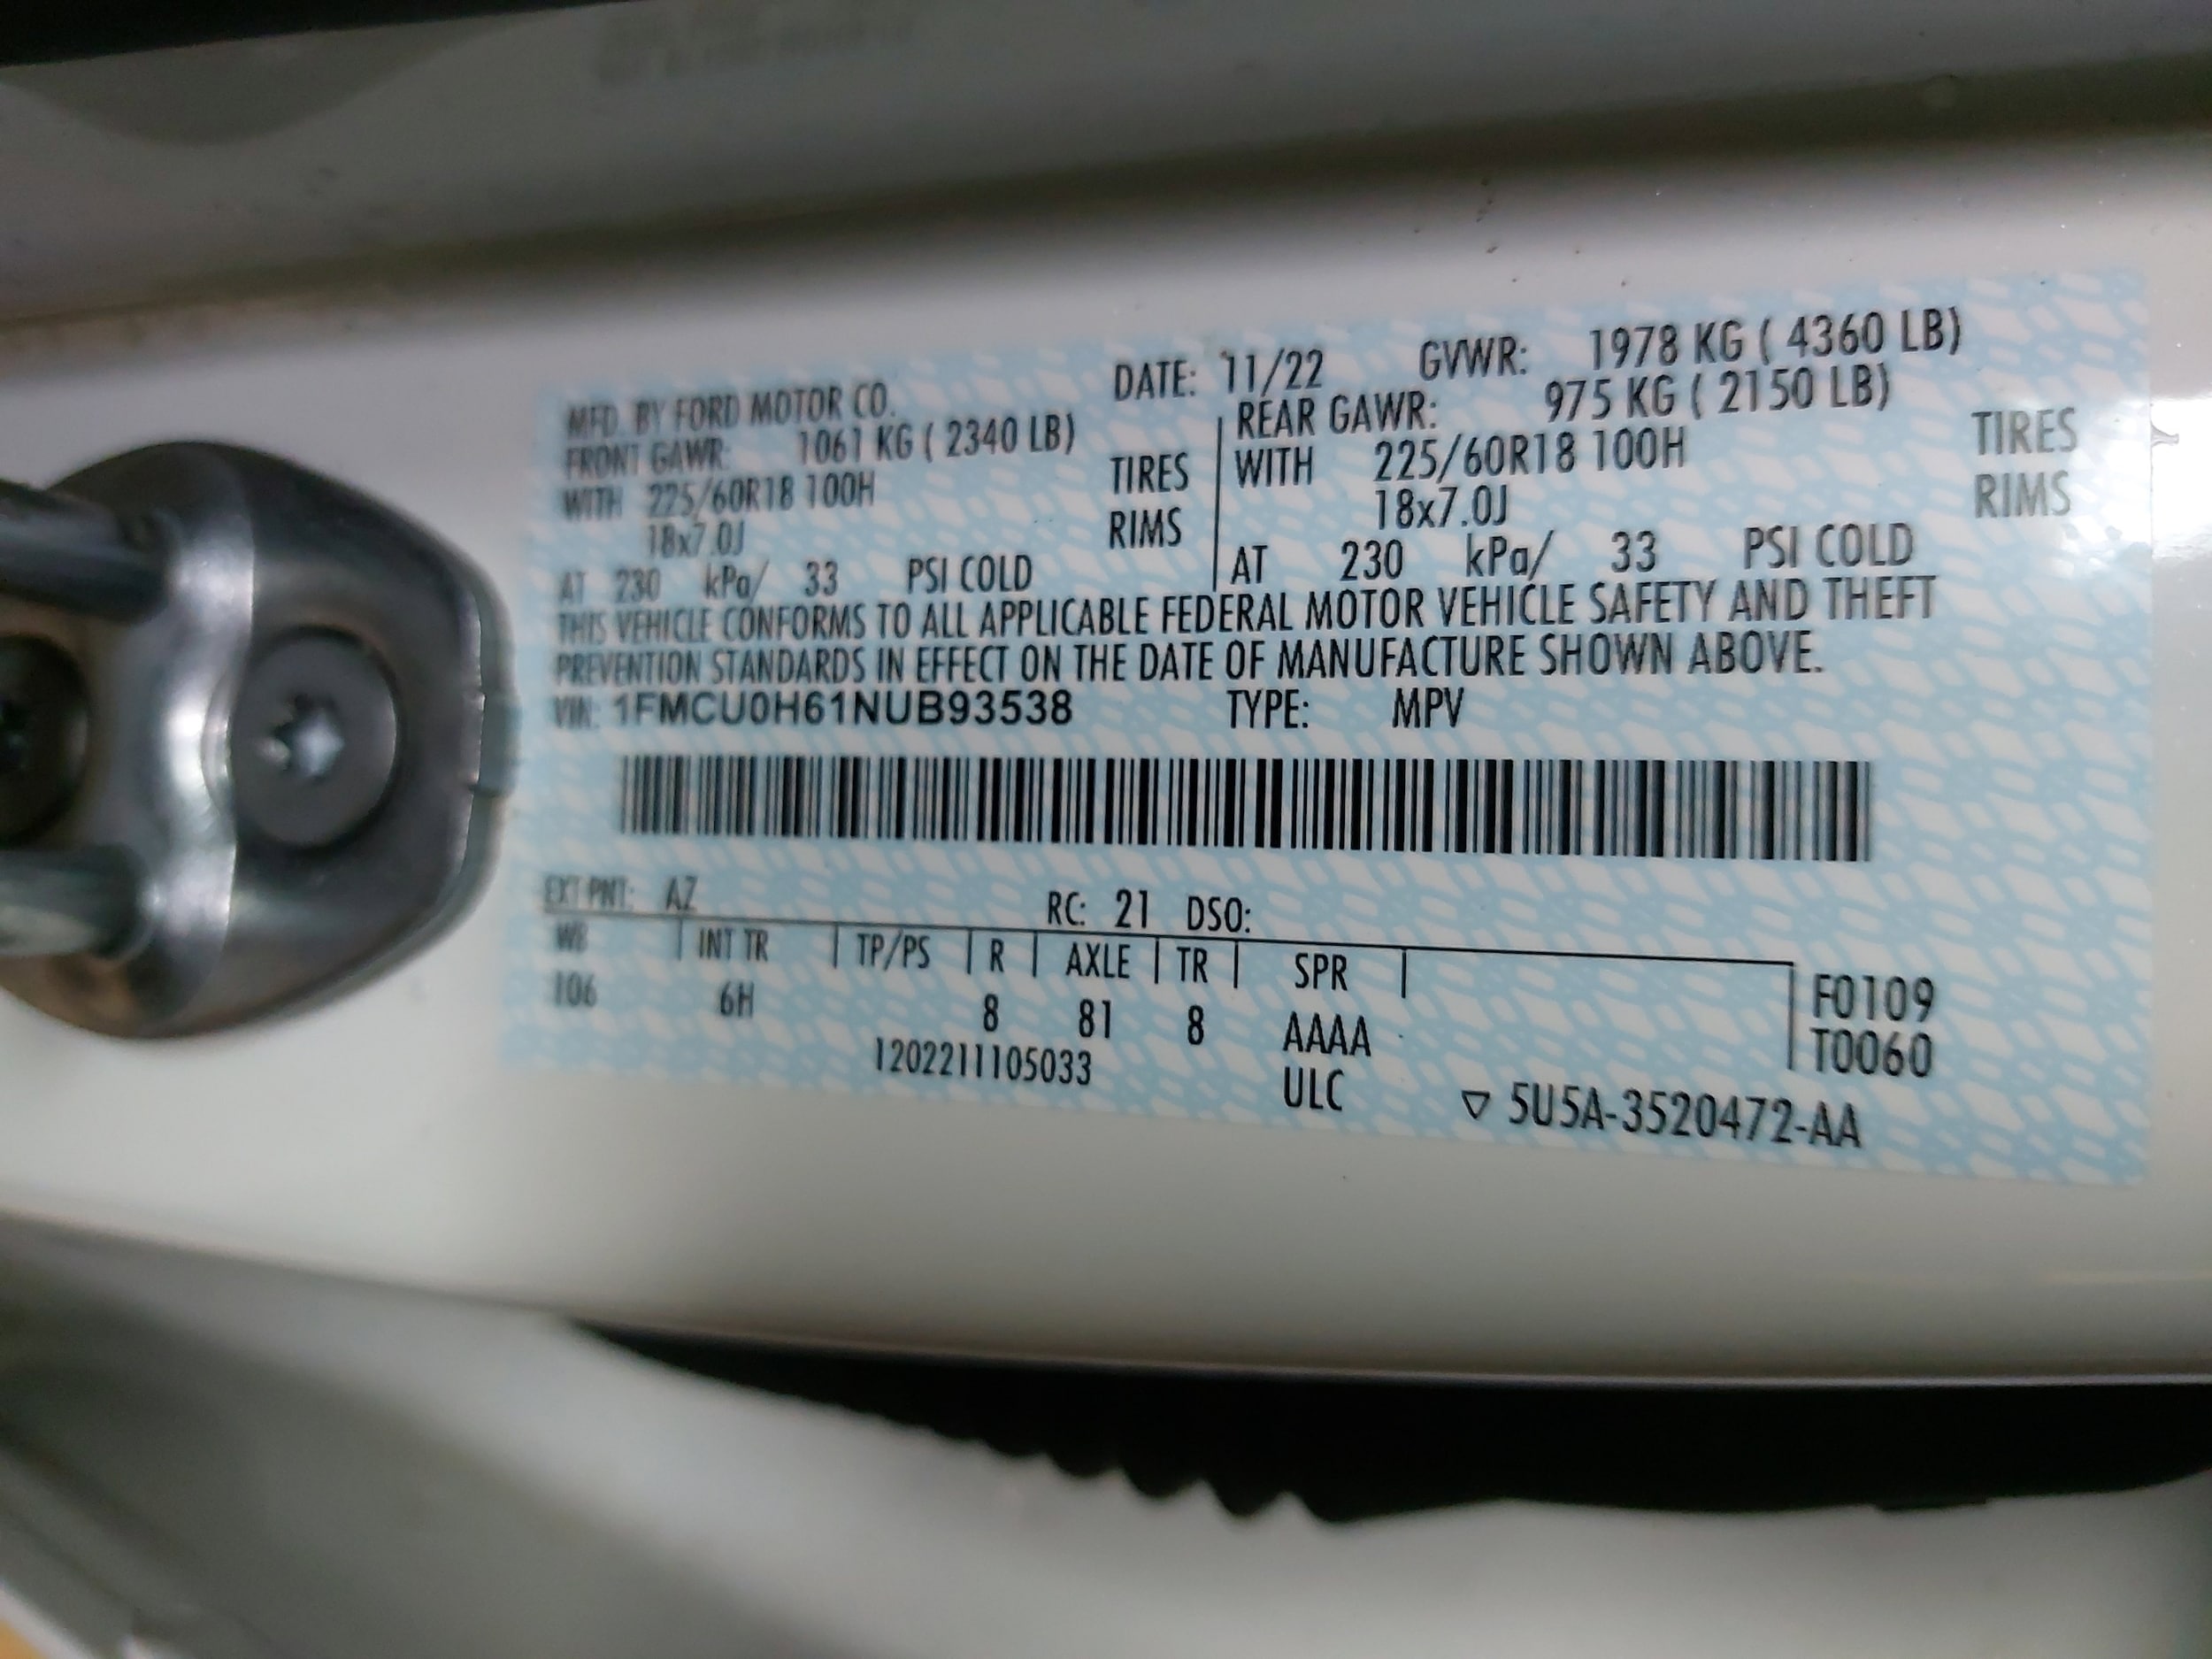 MFD. BY FORD MOTOR CO. DATE: 11/22 GVWR: 1978 KG ( 4360 LB)
FRONT GAWR: 1061 KG ( 2340 LB) REAR GAWR: 975 KG ( 2150 LB)
WITH 225/60R18 100H TIRES WITH 225/60R18 100H TIRES
18x7.0J RIMS 18x7.0J RIMS
AT 230 kPa/ 33 PSI COLD AT 230 kPa/ 33 PSI COLD
THIS VEHICLE CONFORMS TO ALL APPLICABLE FEDERAL MOTOR VEHICLE SAFETY AND THEFT
PREVENTION STANDARDS IN EFFECT ON THE DATE OF MANUFACTURE SHOWN ABOVE.
VIN: 1FMCU0H61NUB93538 TYPE: MPV
EXT PNT: AZ RC: 21 DSO:
WB INT TR TP/PS R AXLE TR SPR F0109
106 6H 8 81 8 AAAA T0060
1202211105033 ULC ▽ 5U5A-3520472-AA